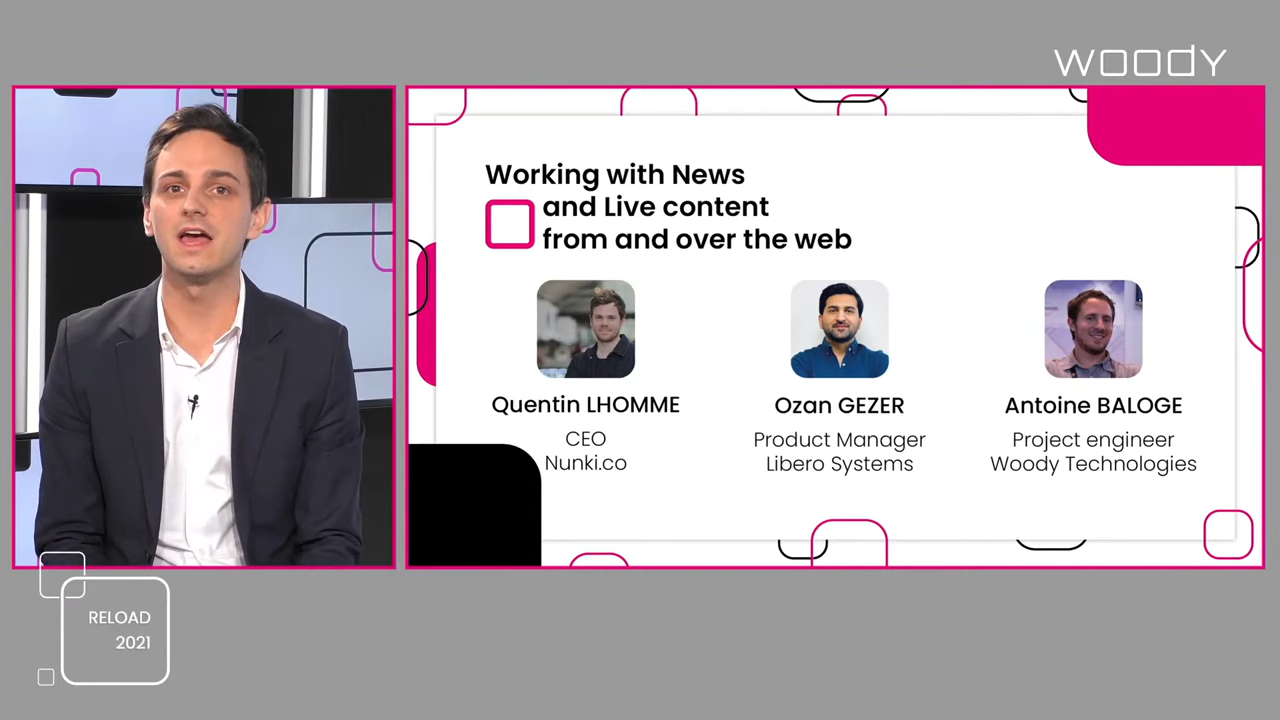 woody
Working with News
and Live content
from and over the web
Quentin LHOMME
CEO
Nunki.co
Ozan GEZER
Product Manager
Libero Systems
Antoine BALOGE
Project engineer
Woody Technologies
RELOAD
2021